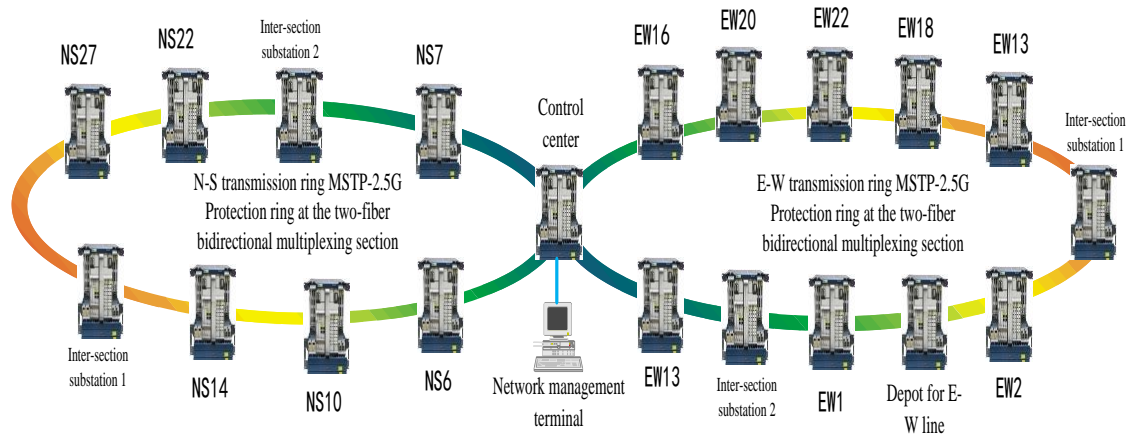 NS27
NS22
Inter-section
substation 2
NS7
Control
center
EW16
EW20
EW22
EW18
EW13
Inter-section
substation 1
N-S transmission ring MSTP-2.5G
Protection ring at the two-fiber
bidirectional multiplexing section
E-W transmission ring MSTP-2.5G
Protection ring at the two-fiber
bidirectional multiplexing section
Inter-section
substation 1
NS14
NS10
NS6
Network management
terminal
EW13
Inter-section
substation 2
EW1
Depot for E-
W line
EW2